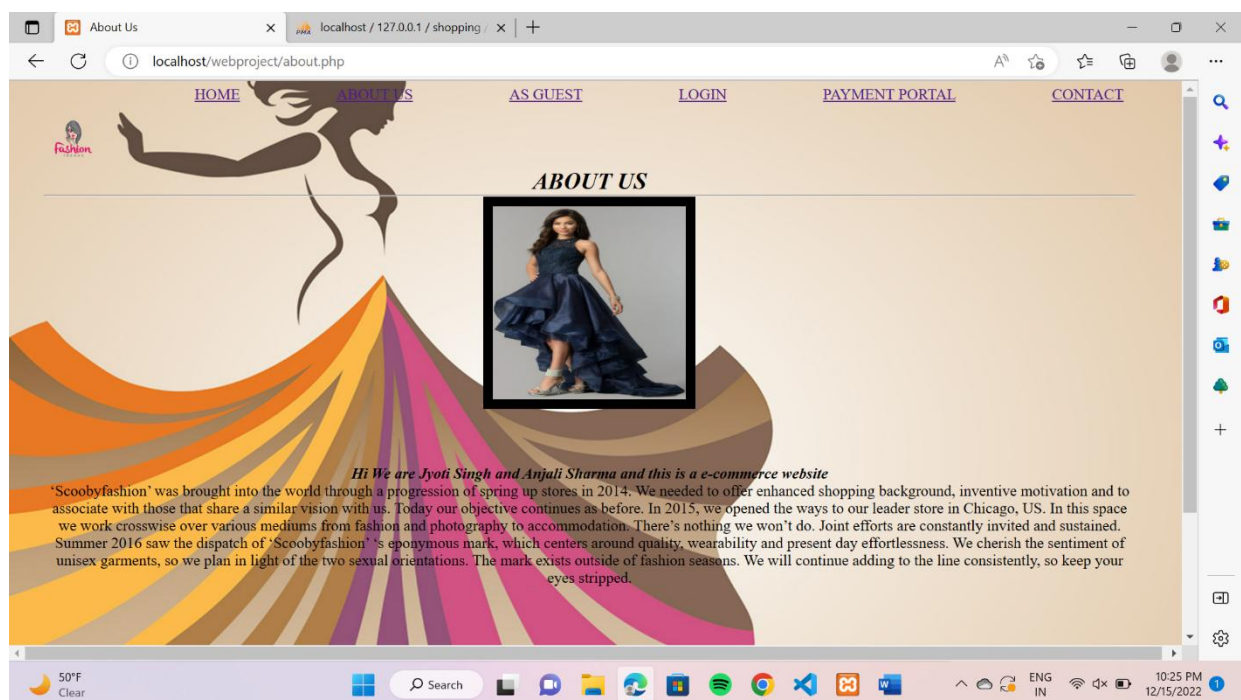 About Us
localhost / 127.0.0.1 / shopping /
localhost/webproject/about.php
HOME ABOUT US AS GUEST LOGIN PAYMENT PORTAL CONTACT
Fashion
ABOUT US
Hi We are Jyoti Singh and Anjali Sharma and this is a e-commerce website
‘Scoobyfashion’ was brought into the world through a progression of spring up stores in 2014. We needed to offer enhanced shopping background, inventive motivation and to
associate with those that share a similar vision with us. Today our objective continues as before. In 2015, we opened the ways to our leader store in Chicago, US. In this space
we work crosswise over various mediums from fashion and photography to accommodation. There’s nothing we won’t do. Joint efforts are constantly invited and sustained.
Summer 2016 saw the dispatch of ‘Scoobyfashion’ ‘s eponymous mark, which centers around quality, wearability and present day effortlessness. We cherish the sentiment of
unisex garments, so we plan in light of the two sexual orientations. The mark exists outside of fashion seasons. We will continue adding to the line consistently, so keep your
eyes stripped.
50°F
Clear
Search
ENG
IN
10:25 PM
12/15/2022
1